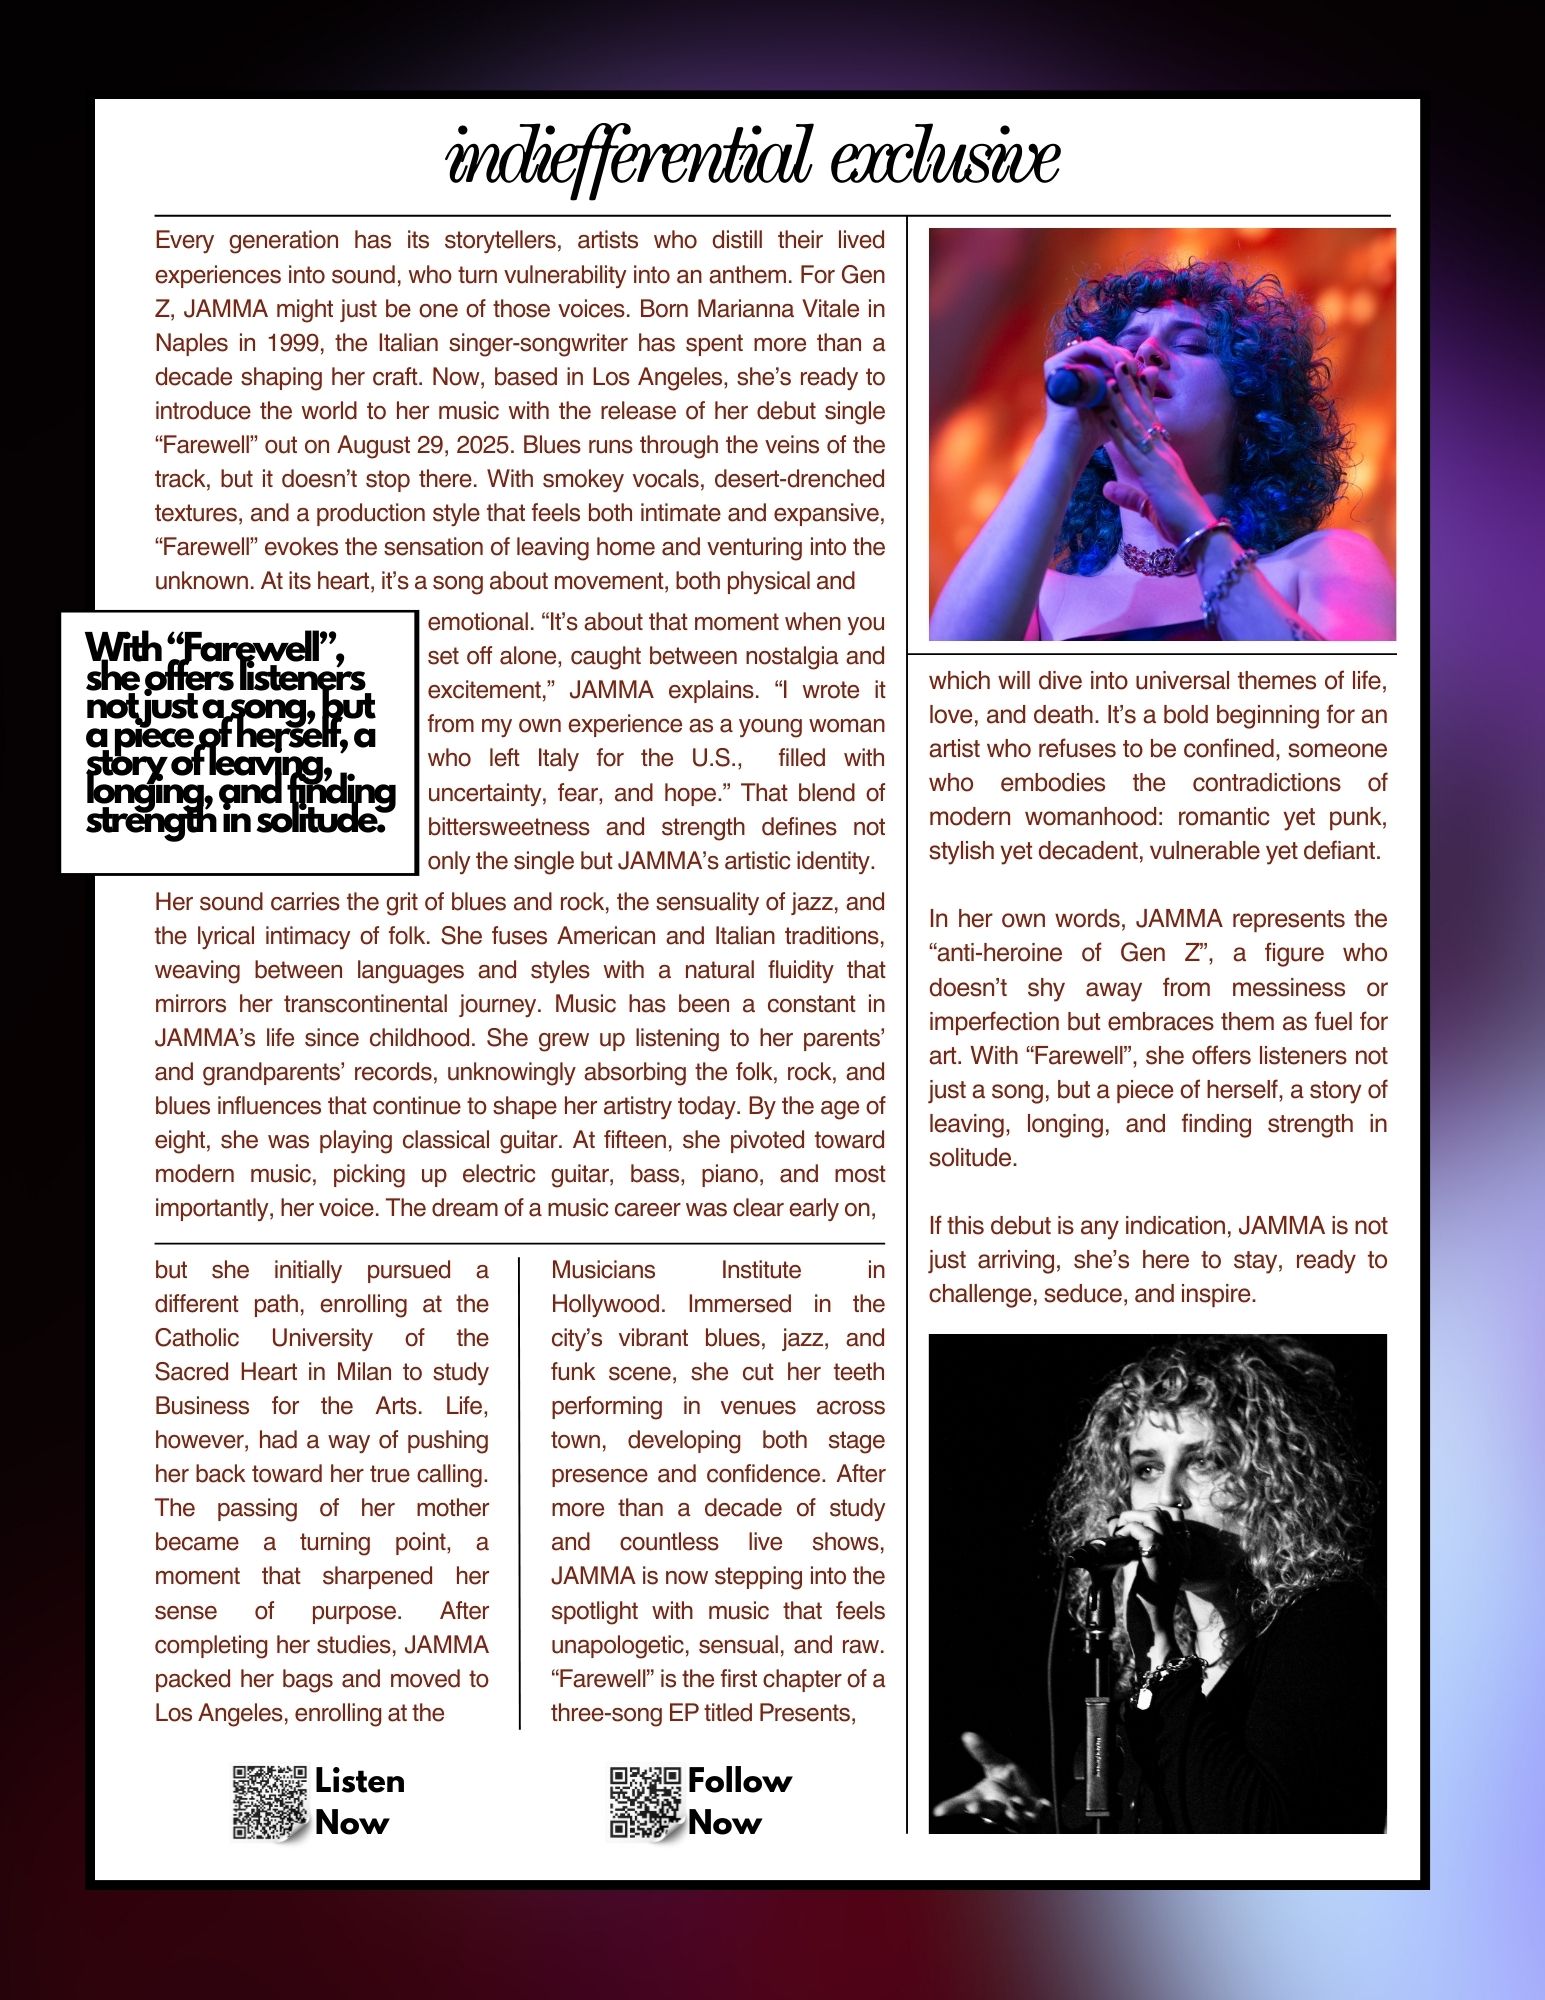 indiefferential exclusive
Every generation has its storytellers, artists who distill their lived
experiences into sound, who turn vulnerability into an anthem. For Gen
Z, JAMMA might just be one of those voices. Born Marianna Vitale in
Naples in 1999, the Italian singer-songwriter has spent more than a
decade shaping her craft. Now, based in Los Angeles, she’s ready to
introduce the world to her music with the release of her debut single
“Farewell” out on August 29, 2025. Blues runs through the veins of the
track, but it doesn’t stop there. With smokey vocals, desert-drenched
textures, and a production style that feels both intimate and expansive,
“Farewell” evokes the sensation of leaving home and venturing into the
unknown. At its heart, it’s a song about movement, both physical and
With “Farewell”,
she offers listeners
not just a song, but
a piece of herself, a
story of leaving,
longing, and finding
strength in solitude.
emotional. “It’s about that moment when you
set off alone, caught between nostalgia and
excitement,” JAMMA explains. “I wrote it
from my own experience as a young woman
who left Italy for the U.S., filled with
uncertainty, fear, and hope.” That blend of
bittersweetness and strength defines not
only the single but JAMMA’s artistic identity.
Her sound carries the grit of blues and rock, the sensuality of jazz, and
the lyrical intimacy of folk. She fuses American and Italian traditions,
weaving between languages and styles with a natural fluidity that
mirrors her transcontinental journey. Music has been a constant in
JAMMA’s life since childhood. She grew up listening to her parents’
and grandparents’ records, unknowingly absorbing the folk, rock, and
blues influences that continue to shape her artistry today. By the age of
eight, she was playing classical guitar. At fifteen, she pivoted toward
modern music, picking up electric guitar, bass, piano, and most
importantly, her voice. The dream of a music career was clear early on,
but she initially pursued a
different path, enrolling at the
Catholic University of the
Sacred Heart in Milan to study
Business for the Arts. Life,
however, had a way of pushing
her back toward her true calling.
The passing of her mother
became a turning point, a
moment that sharpened her
sense of purpose. After
completing her studies, JAMMA
packed her bags and moved to
Los Angeles, enrolling at the
Musicians Institute in
Hollywood. Immersed in the
city’s vibrant blues, jazz, and
funk scene, she cut her teeth
performing in venues across
town, developing both stage
presence and confidence. After
more than a decade of study
and countless live shows,
JAMMA is now stepping into the
spotlight with music that feels
unapologetic, sensual, and raw.
“Farewell” is the first chapter of a
three-song EP titled Presents,
which will dive into universal themes of life,
love, and death. It’s a bold beginning for an
artist who refuses to be confined, someone
who embodies the contradictions of
modern womanhood: romantic yet punk,
stylish yet decadent, vulnerable yet defiant.
In her own words, JAMMA represents the
“anti-heroine of Gen Z”, a figure who
doesn’t shy away from messiness or
imperfection but embraces them as fuel for
art. With “Farewell”, she offers listeners not
just a song, but a piece of herself, a story of
leaving, longing, and finding strength in
solitude.
If this debut is any indication, JAMMA is not
just arriving, she’s here to stay, ready to
challenge, seduce, and inspire.
Listen
Now
Follow
Now